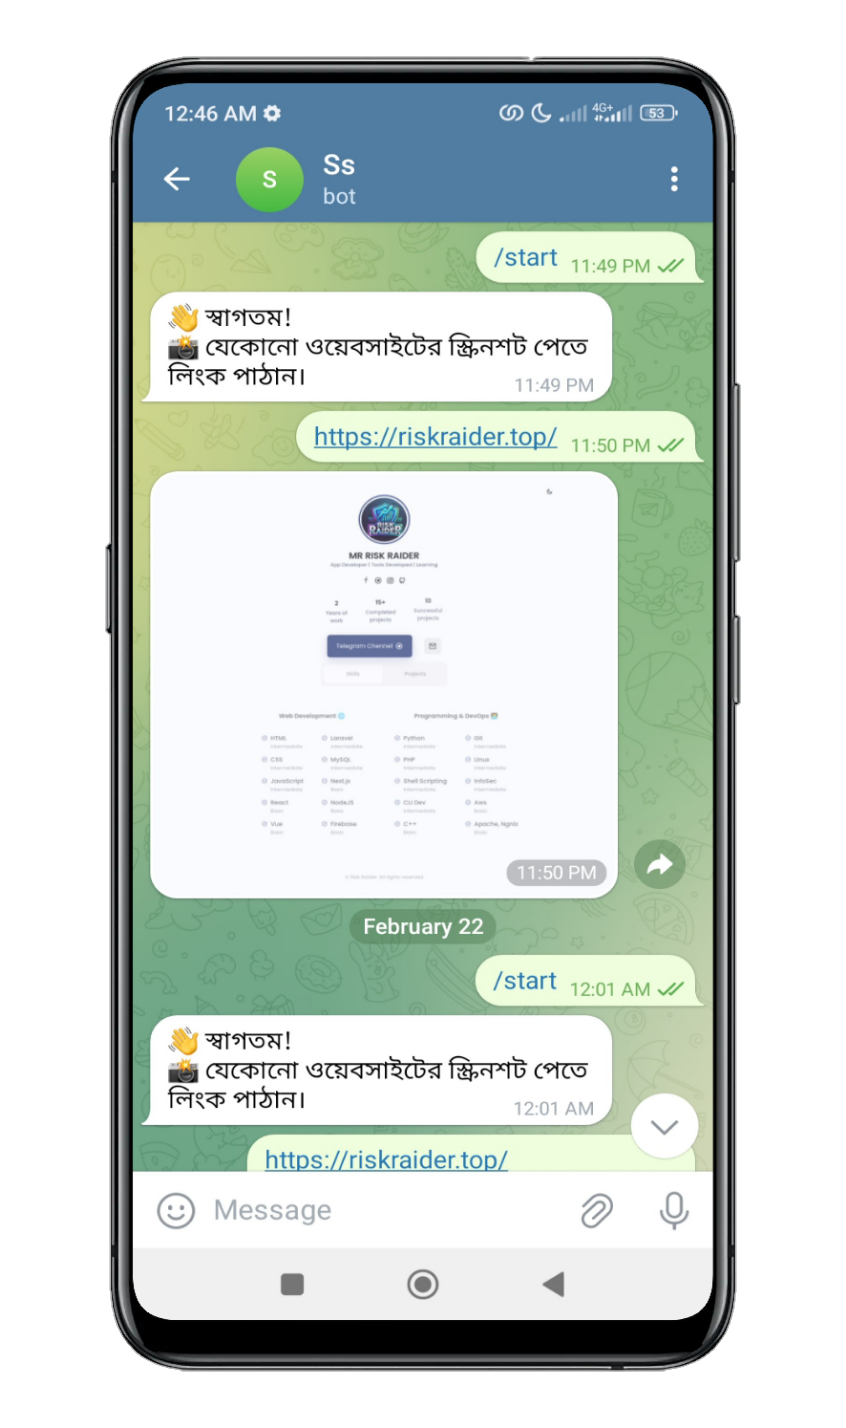 12:46 AM
4G+
53
S
Ss
bot
/start 11:49 PM
👋 স্বাগতম!
📸 যেকোনো ওয়েবসাইটের স্ক্রিনশট পেতে
লিংক পাঠান।
11:49 PM
https://riskraider.top/ 11:50 PM
RISK
RAIDER
MR RISK RAIDER
App Developer | Tools Developed | Learning
2
Years of
work
15+
Completed
projects
10
Successful
projects
Telegram Channel
Skills
Projects
Web Development
Programming & DevOps
HTML
Intermediate
Laravel
Intermediate
Python
Intermediate
Git
Intermediate
CSS
Intermediate
MySQL
Intermediate
PHP
Intermediate
Linux
Intermediate
JavaScript
Intermediate
Next.js
Basic
Shell Scripting
Intermediate
InfoSec
Intermediate
React
Basic
NodeJS
Basic
CLI Dev
Intermediate
Aws
Basic
Vue
Basic
Firebase
Basic
C++
Basic
Apache, Nginx
Basic
© Risk Raider. All rights reserved.
11:50 PM
February 22
/start 12:01 AM
👋 স্বাগতম!
📸 যেকোনো ওয়েবসাইটের স্ক্রিনশট পেতে
লিংক পাঠান।
12:01 AM
https://riskraider.top/
Message